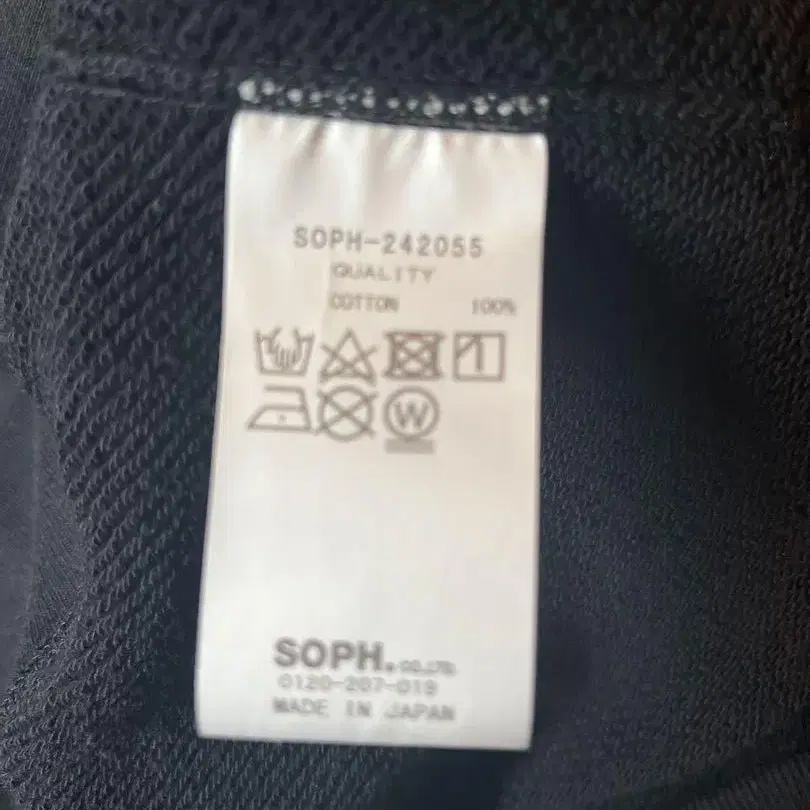 SOPH-242055
QUALITY
COTTON 100%
W
SOPH.CO.,LTD.
0120-207-019
MADE IN JAPAN